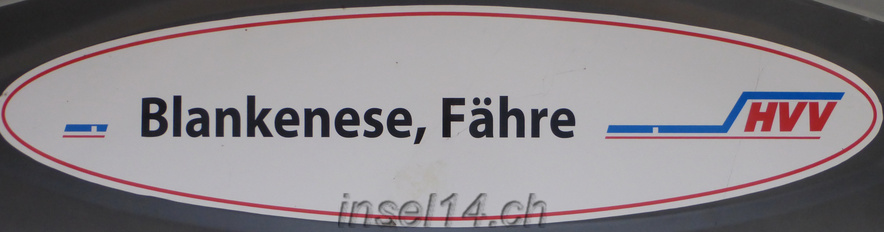 Blankenese, Fähre
HVV
insel14.ch